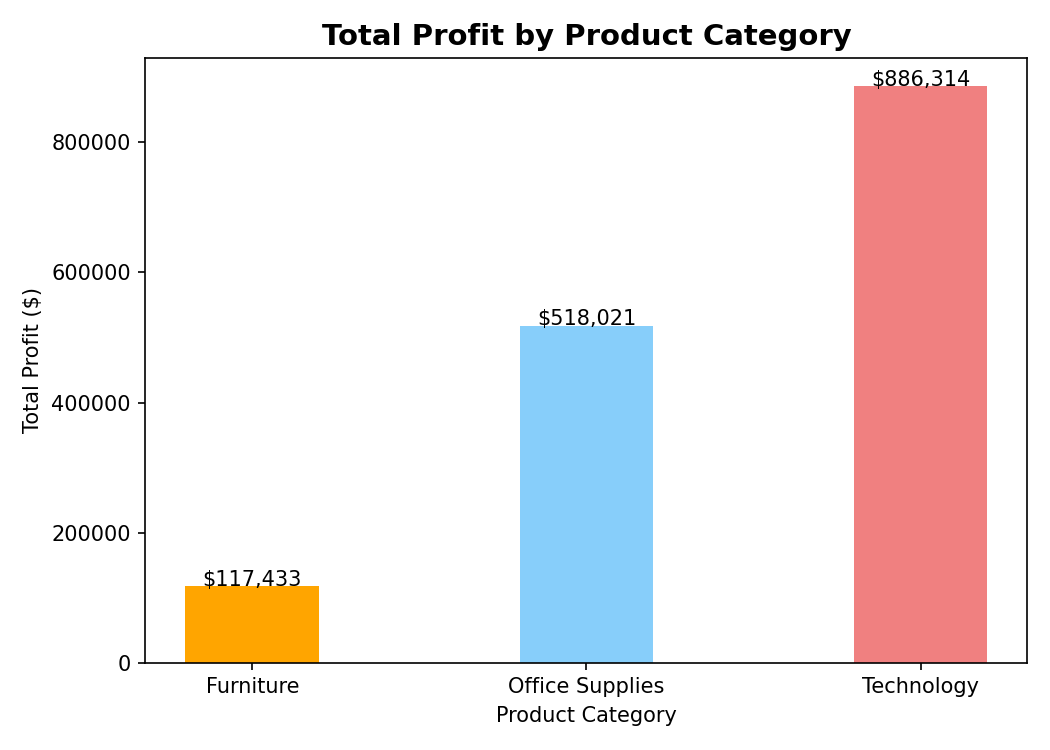 Total Profit by Product Category
Total Profit ($)
800000
600000
400000
200000
0
$117,433
$518,021
$886,314
Furniture
Office Supplies
Technology
Product Category